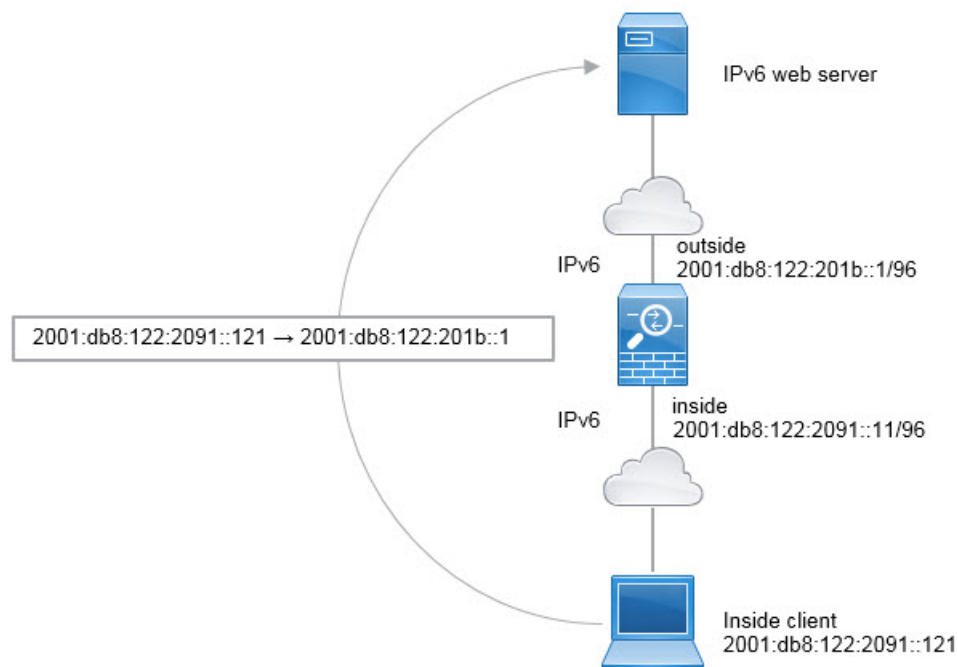 IPv6 web server
outside
IPv6
2001:db8:122:201b::1/96
2001:db8:122:2091::121 → 2001:db8:122:201b::1
inside
IPv6
2001:db8:122:2091::11/96
Inside client
2001:db8:122:2091::121